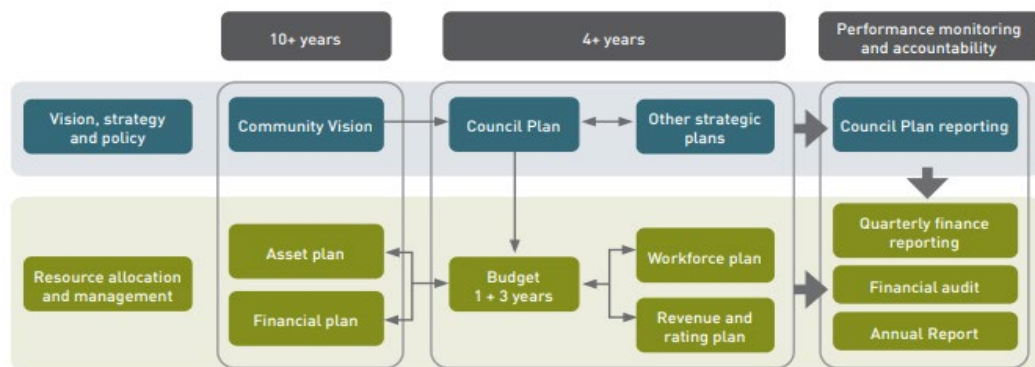 10+ years
4+ years
Performance monitoring
and accountability
Vision, strategy
and policy
Community Vision
Council Plan
Other strategic
plans
Council Plan reporting
Resource allocation
and management
Asset plan
Financial plan
Budget
1 + 3 years
Workforce plan
Revenue and
rating plan
Quarterly finance
reporting
Financial audit
Annual Report